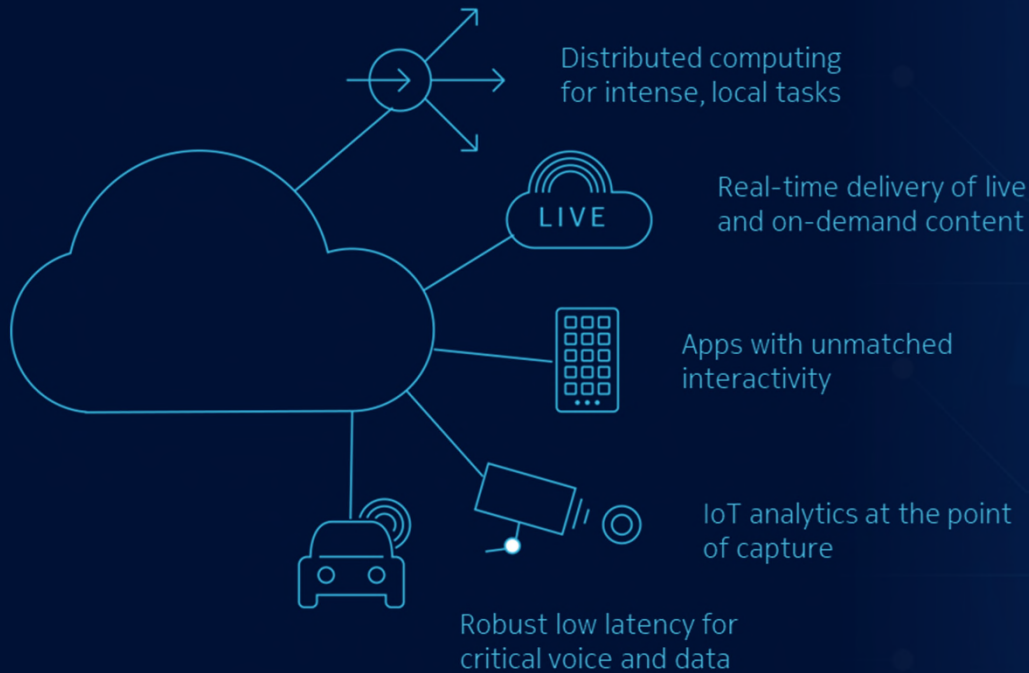 Distributed computing
for intense, local tasks
LIVE
Real-time delivery of live
and on-demand content
Apps with unmatched
interactivity
IoT analytics at the point
of capture
Robust low latency for
critical voice and data